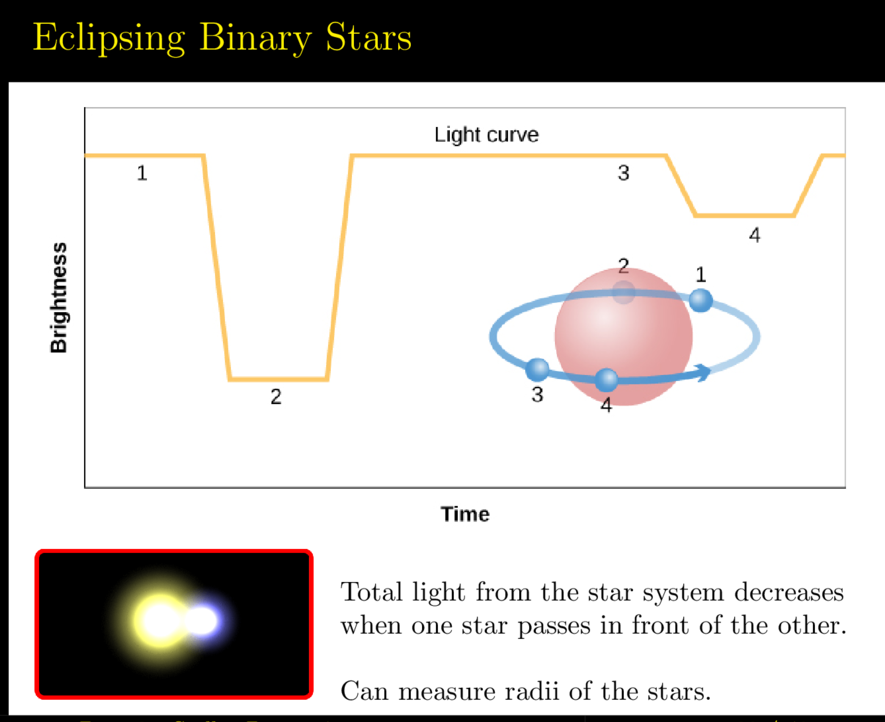 Eclipsing Binary Stars
Light curve
1
3
2
4
2
1
3
4
Brightness
Time
Total light from the star system decreases
when one star passes in front of the other.
Can measure radii of the stars.